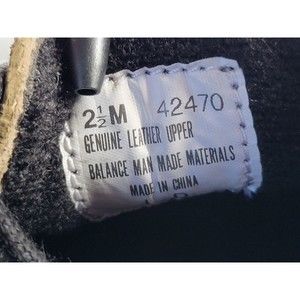 2½M 42470
GENUINE LEATHER UPPER
BALANCE MAN MADE MATERIALS
MADE IN CHINA